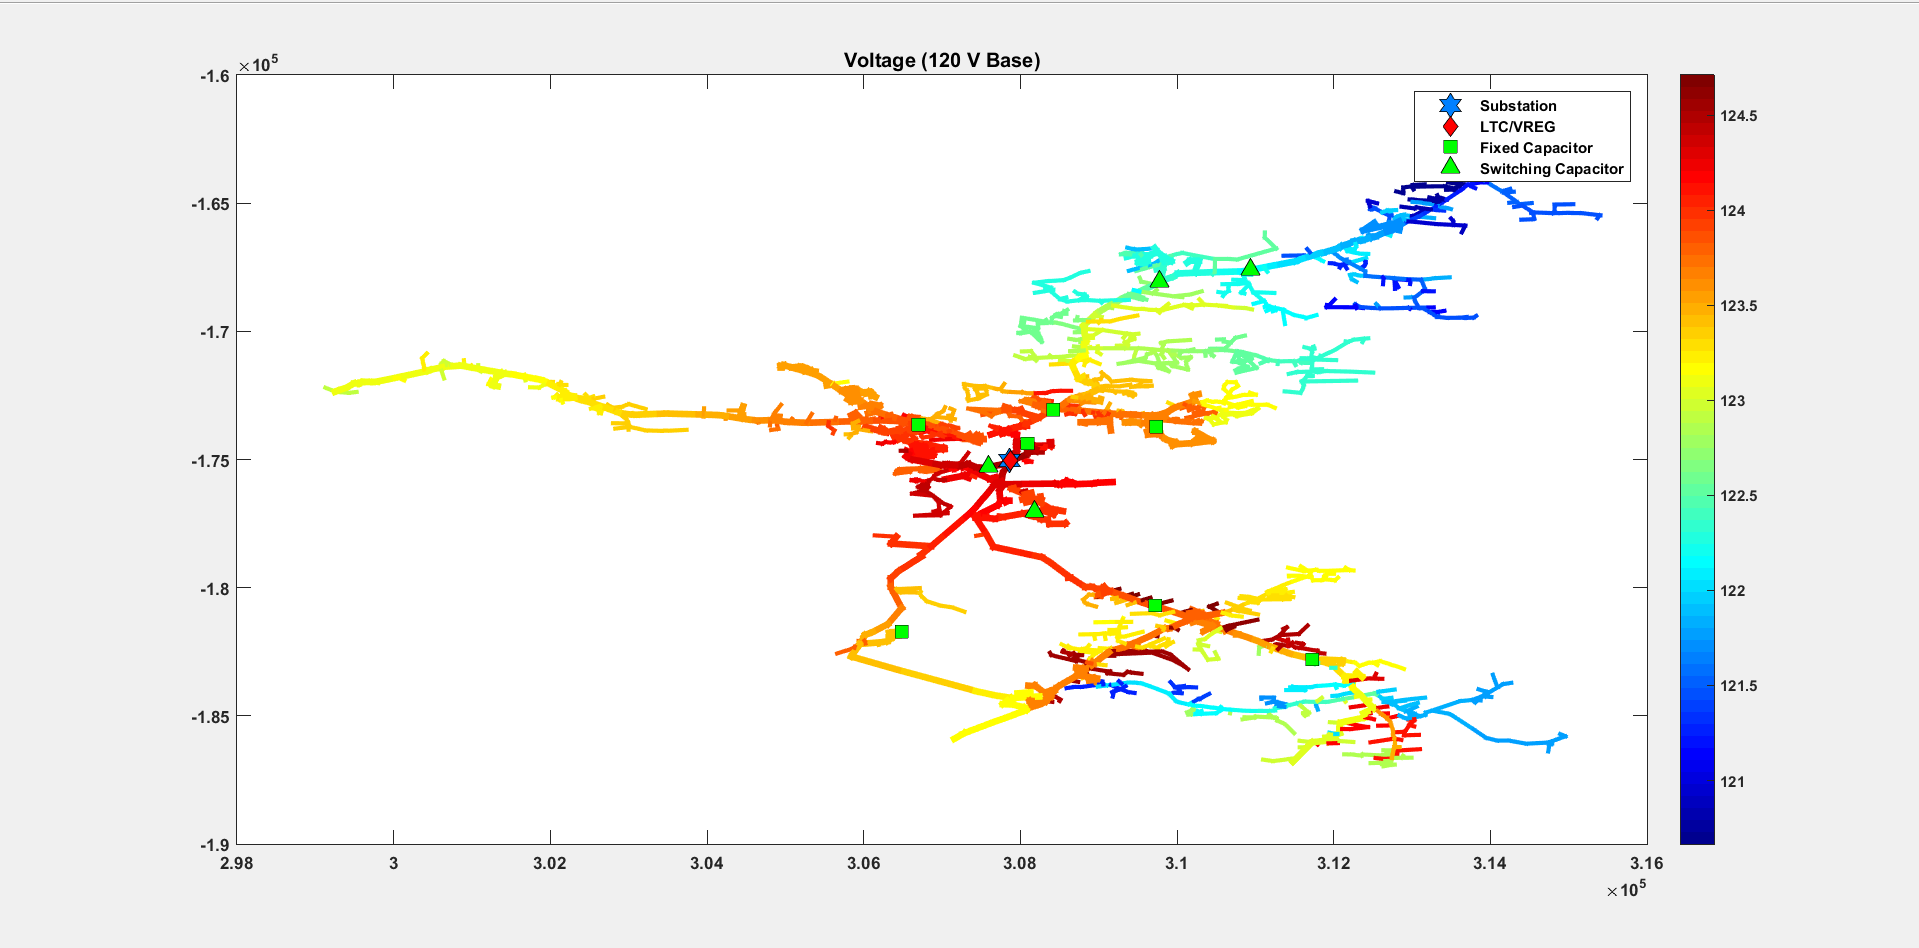 Voltage (120 V Base)
×10^5
-1.6
-1.65
-1.7
-1.75
-1.8
-1.85
-1.9
2.98 3 3.02 3.04 3.06 3.08 3.1 3.12 3.14 3.16
×10^5
Substation
LTC/VREG
Fixed Capacitor
Switching Capacitor
124.5
124
123.5
123
122.5
122
121.5
121